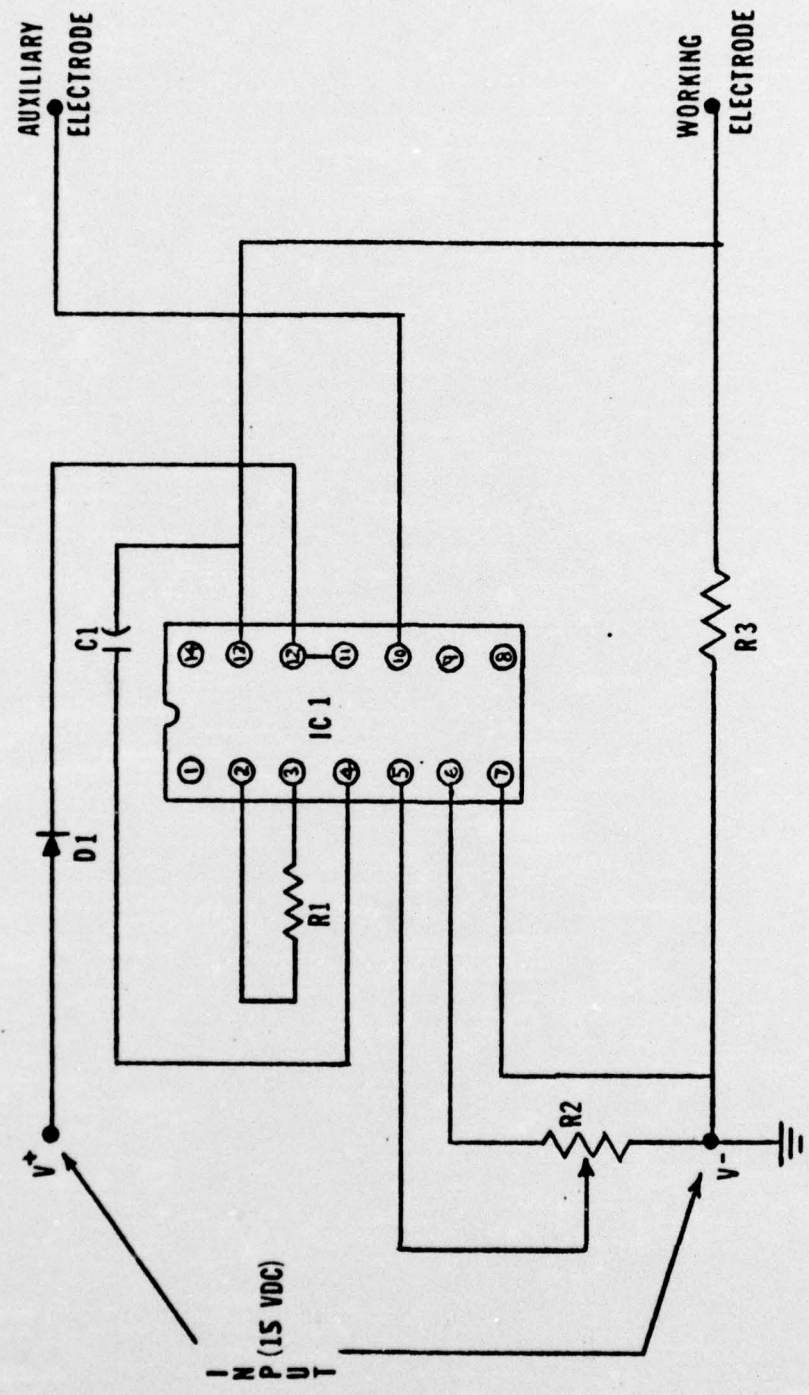 AUXILIARY
ELECTRODE
WORKING
ELECTRODE
C1
D1
IC 1
1
2
3
4
5
6
7
14
13
12
11
10
9
8
R1
R2
R3
V+
V-
INPUT (15 VDC)